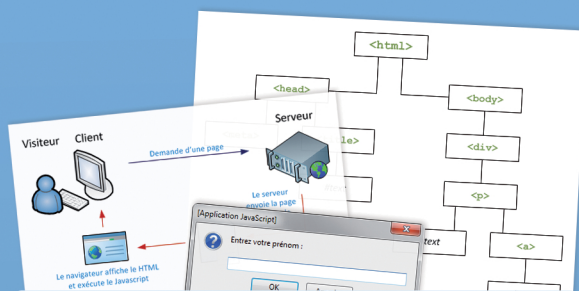 <html>
<head>
<body>
le>
<div>
<p>
text
<a>
Visiteur
Client
Serveur
Demande d'une page
Le serveur
envoie la page
Le navigateur affiche le HTML
et exécute le Javascript
[Application JavaScript]
Entrez votre prénom :
OK